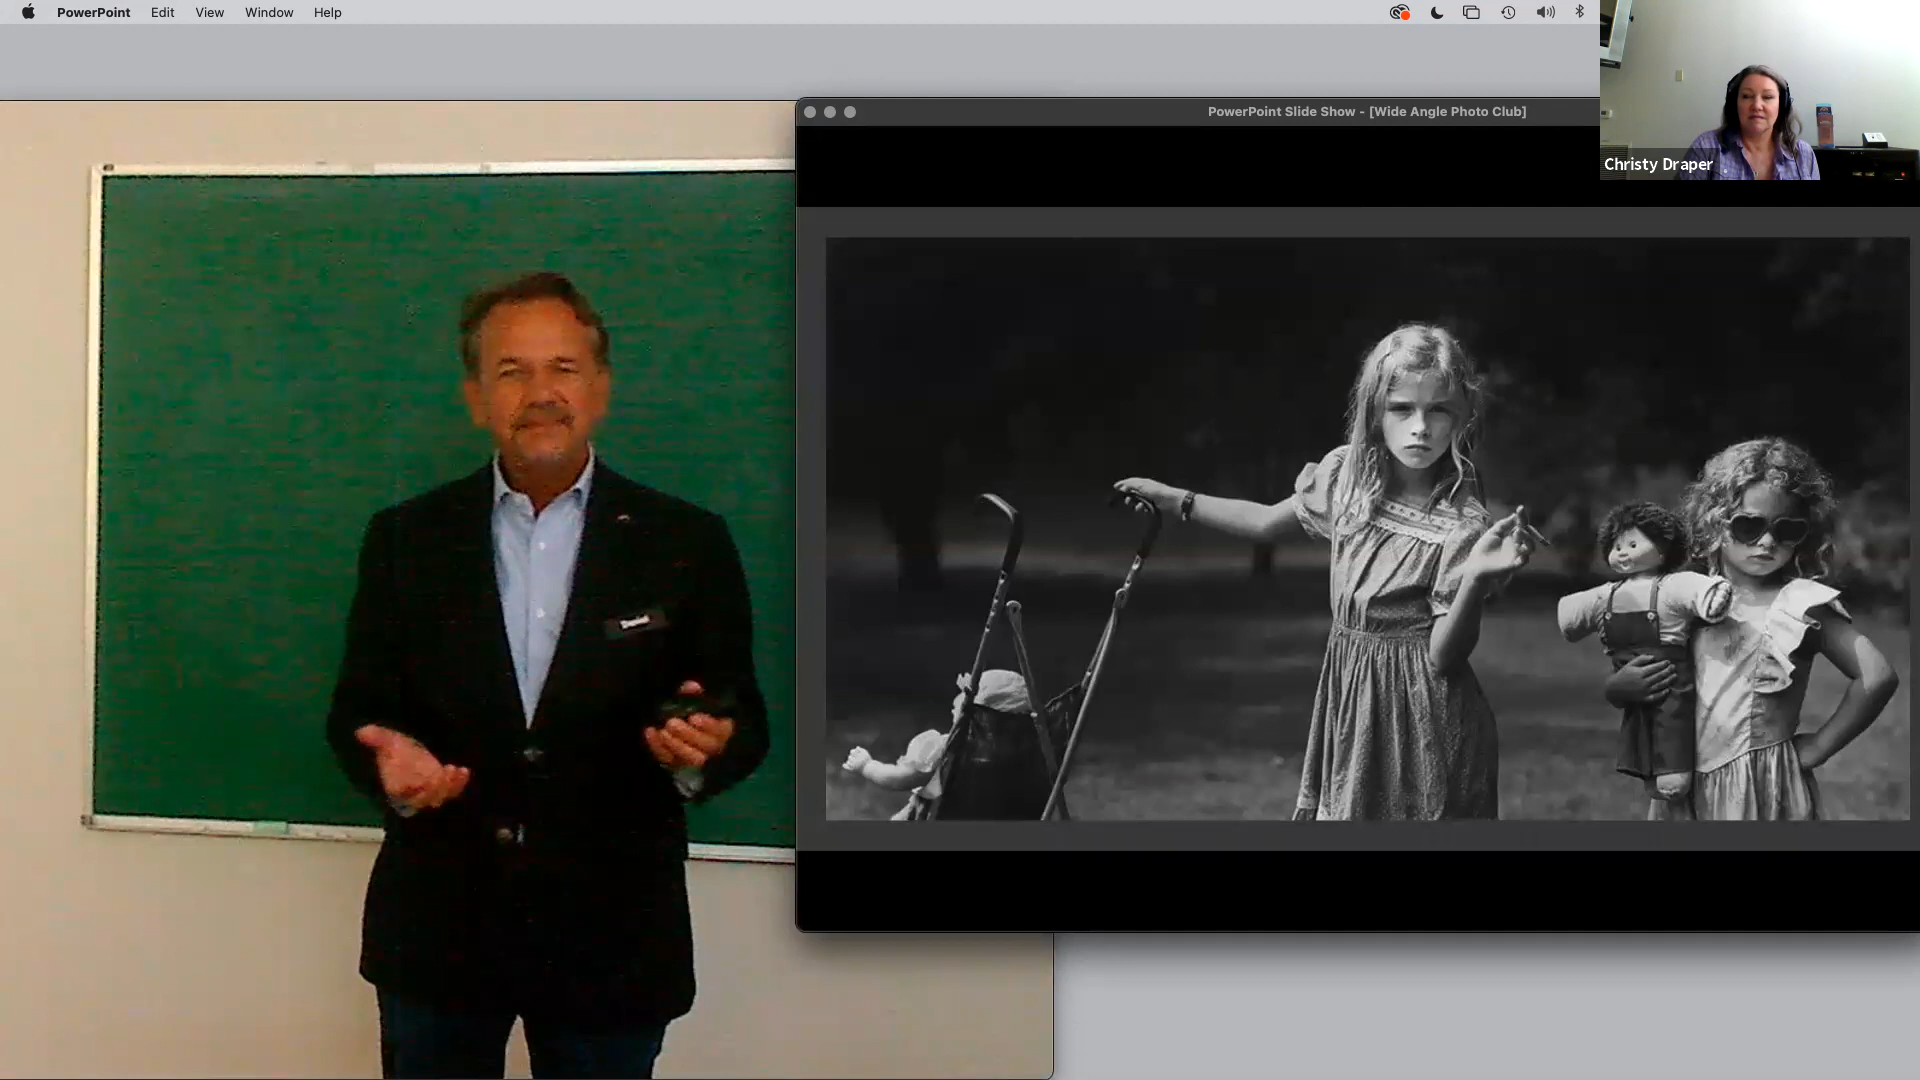 PowerPoint Edit View Window Help
PowerPoint Slide Show - [Wide Angle Photo Club]
Christy Draper